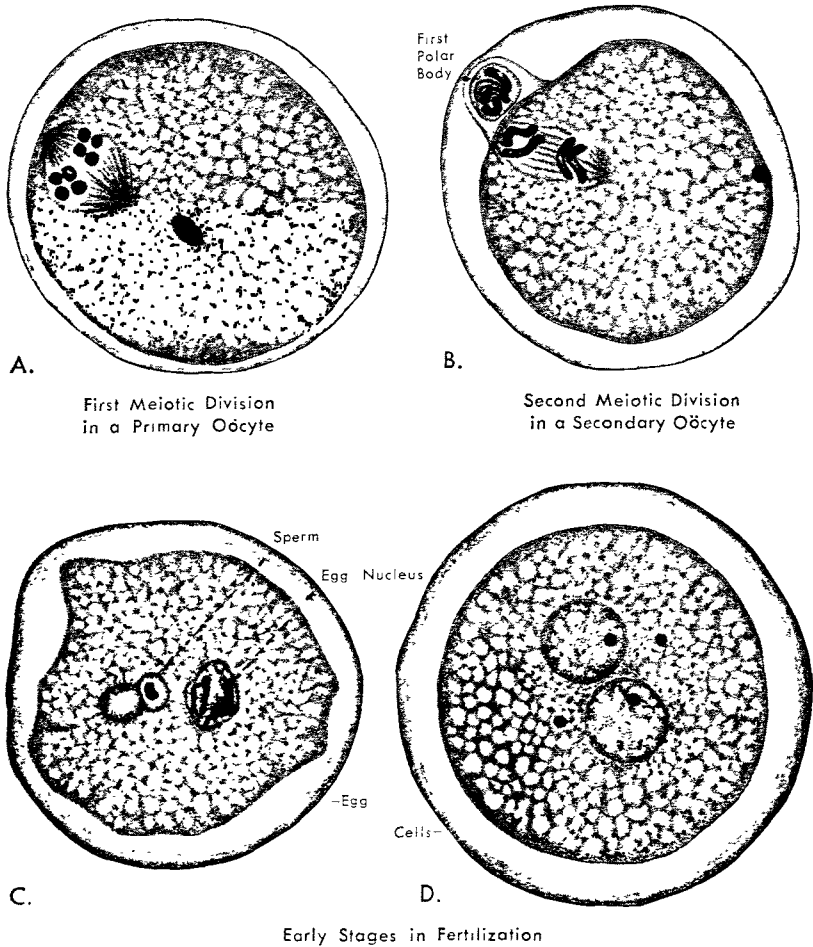 First
Polar
Body
A.
B.
First Meiotic Division
in a Primary Oöcyte
Second Meiotic Division
in a Secondary Oöcyte
Sperm
Egg Nucleus
Egg
Cells
C.
D.
Early Stages in Fertilization